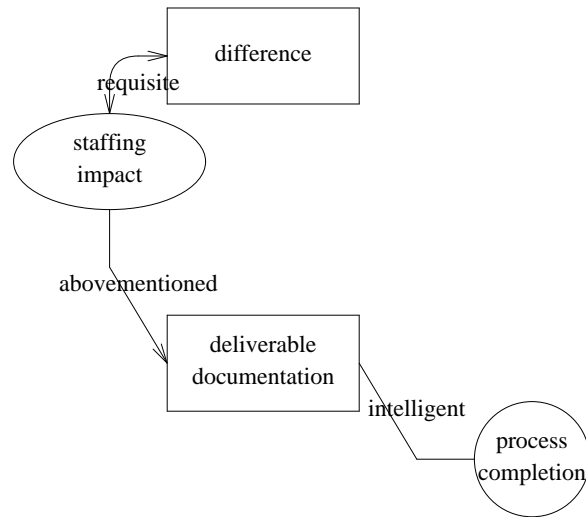 difference
requisite
staffing
impact
abovementioned
deliverable
documentation
intelligent
process
completion